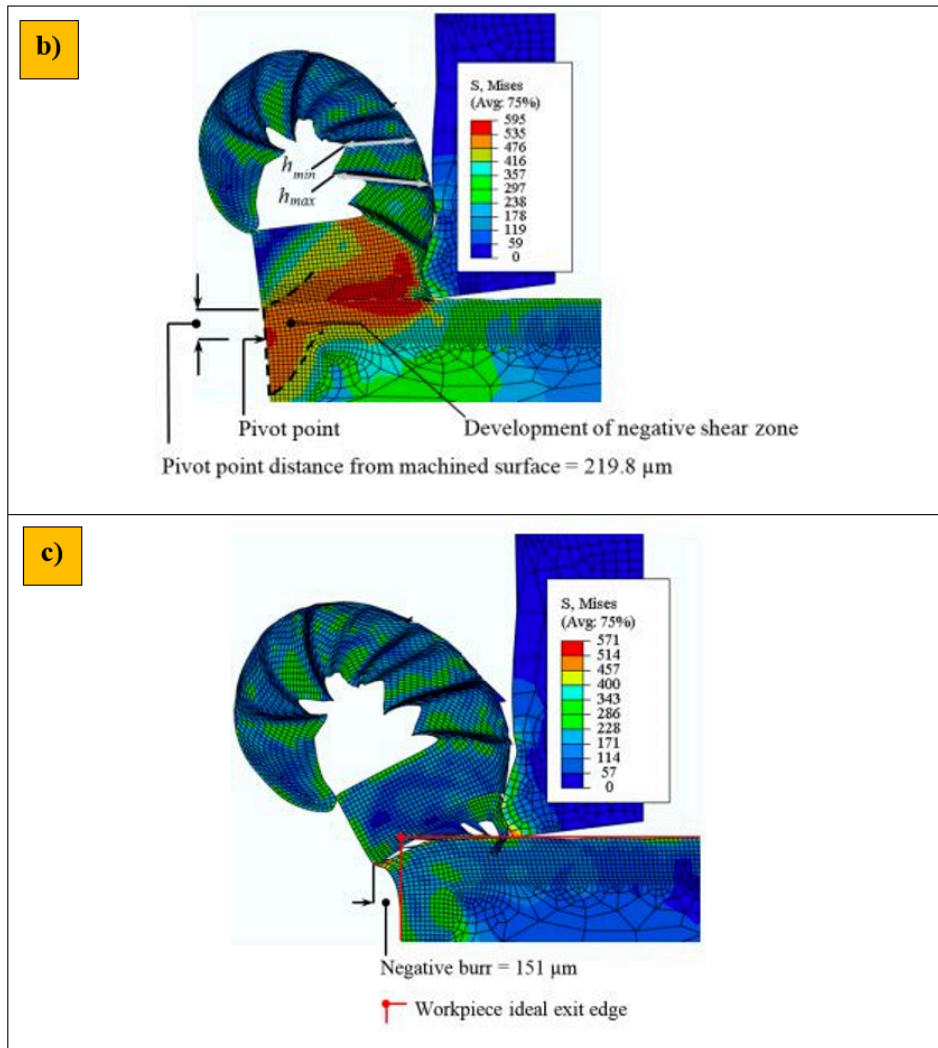 b)
S, Mises
(Avg: 75%)
595
535
476
416
357
297
238
178
119
59
0
hmin
hmax
Pivot point
Development of negative shear zone
Pivot point distance from machined surface = 219.8 µm
c)
S, Mises
(Avg: 75%)
571
514
457
400
343
286
228
171
114
57
0
Negative burr = 151 µm
Workpiece ideal exit edge